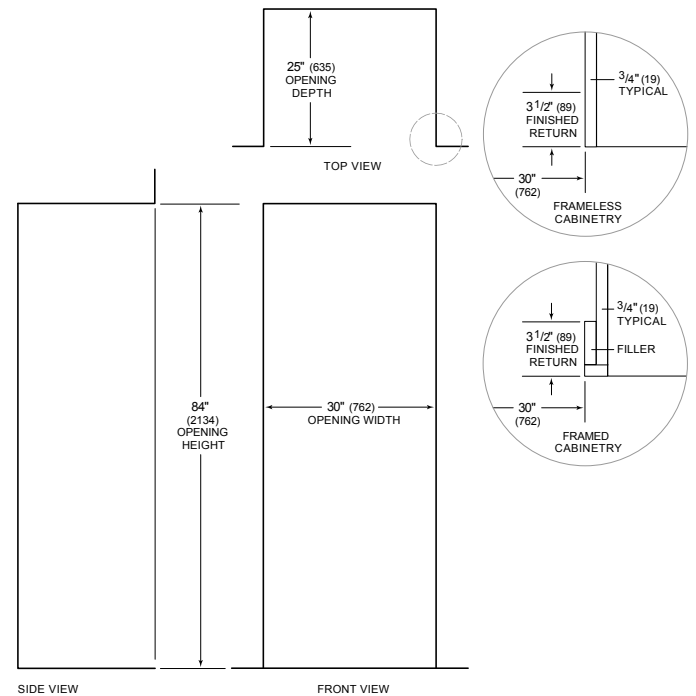 25" (635)
OPENING
DEPTH
TOP VIEW
3/4" (19)
TYPICAL
3 1/2" (89)
FINISHED
RETURN
30"
(762)
FRAMELESS
CABINETRY
3/4" (19)
TYPICAL
3 1/2" (89)
FINISHED
RETURN
FILLER
30"
(762)
FRAMED
CABINETRY
84"
(2134)
OPENING
HEIGHT
30" (762)
OPENING WIDTH
SIDE VIEW
FRONT VIEW